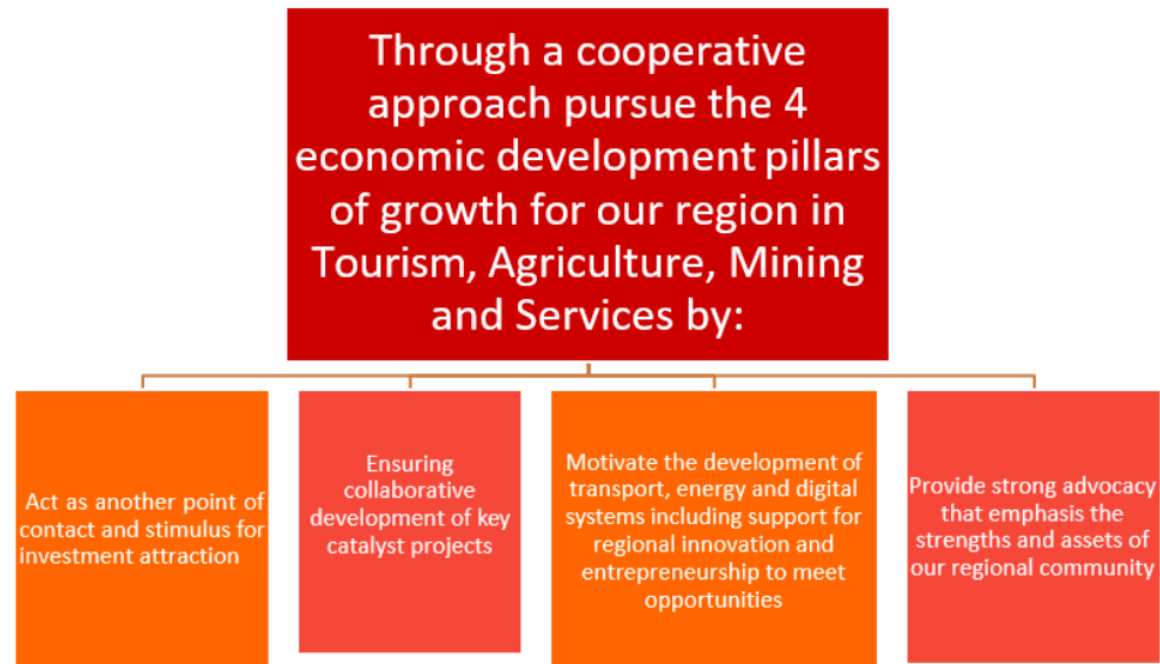 Through a cooperative
approach pursue the 4
economic development pillars
of growth for our region in
Tourism, Agriculture, Mining
and Services by:
Act as another point of
contact and stimulus for
investment attraction
Ensuring
collaborative
development of key
catalyst projects
Motivate the development of
transport, energy and digital
systems including support for
regional innovation and
entrepreneurship to meet
opportunities
Provide strong advocacy
that emphasis the
strengths and assets of
our regional community